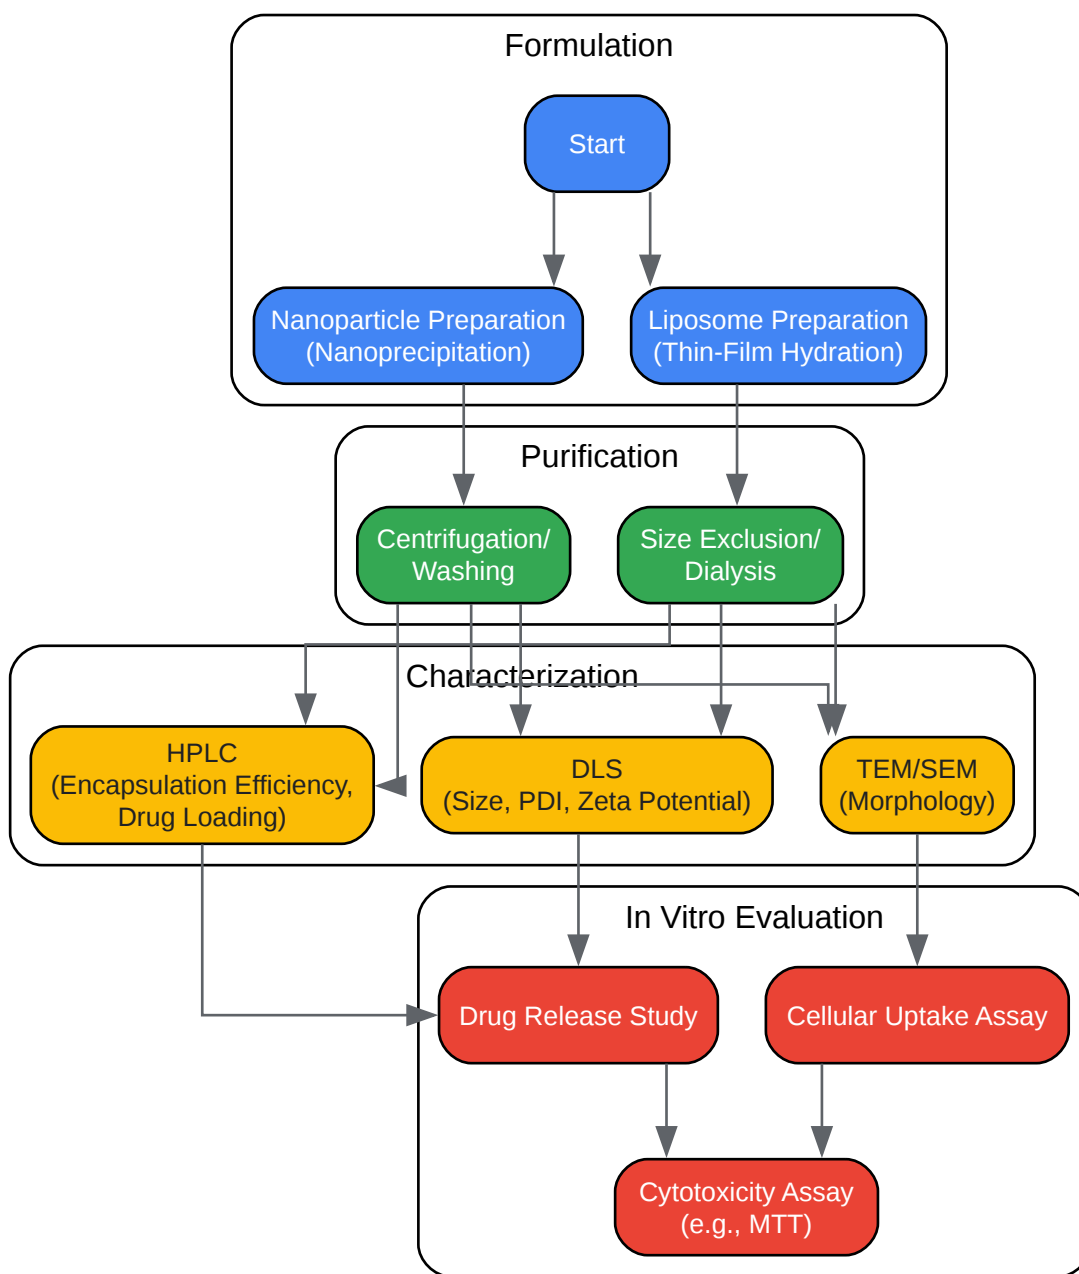 Formulation
Start
Nanoparticle Preparation
(Nanoprecipitation)
Liposome Preparation
(Thin-Film Hydration)
Purification
Centrifugation/
Washing
Size Exclusion/
Dialysis
Characterization
HPLC
(Encapsulation Efficiency,
Drug Loading)
DLS
(Size, PDI, Zeta Potential)
TEM/SEM
(Morphology)
In Vitro Evaluation
Drug Release Study
Cellular Uptake Assay
Cytotoxicity Assay
(e.g., MTT)